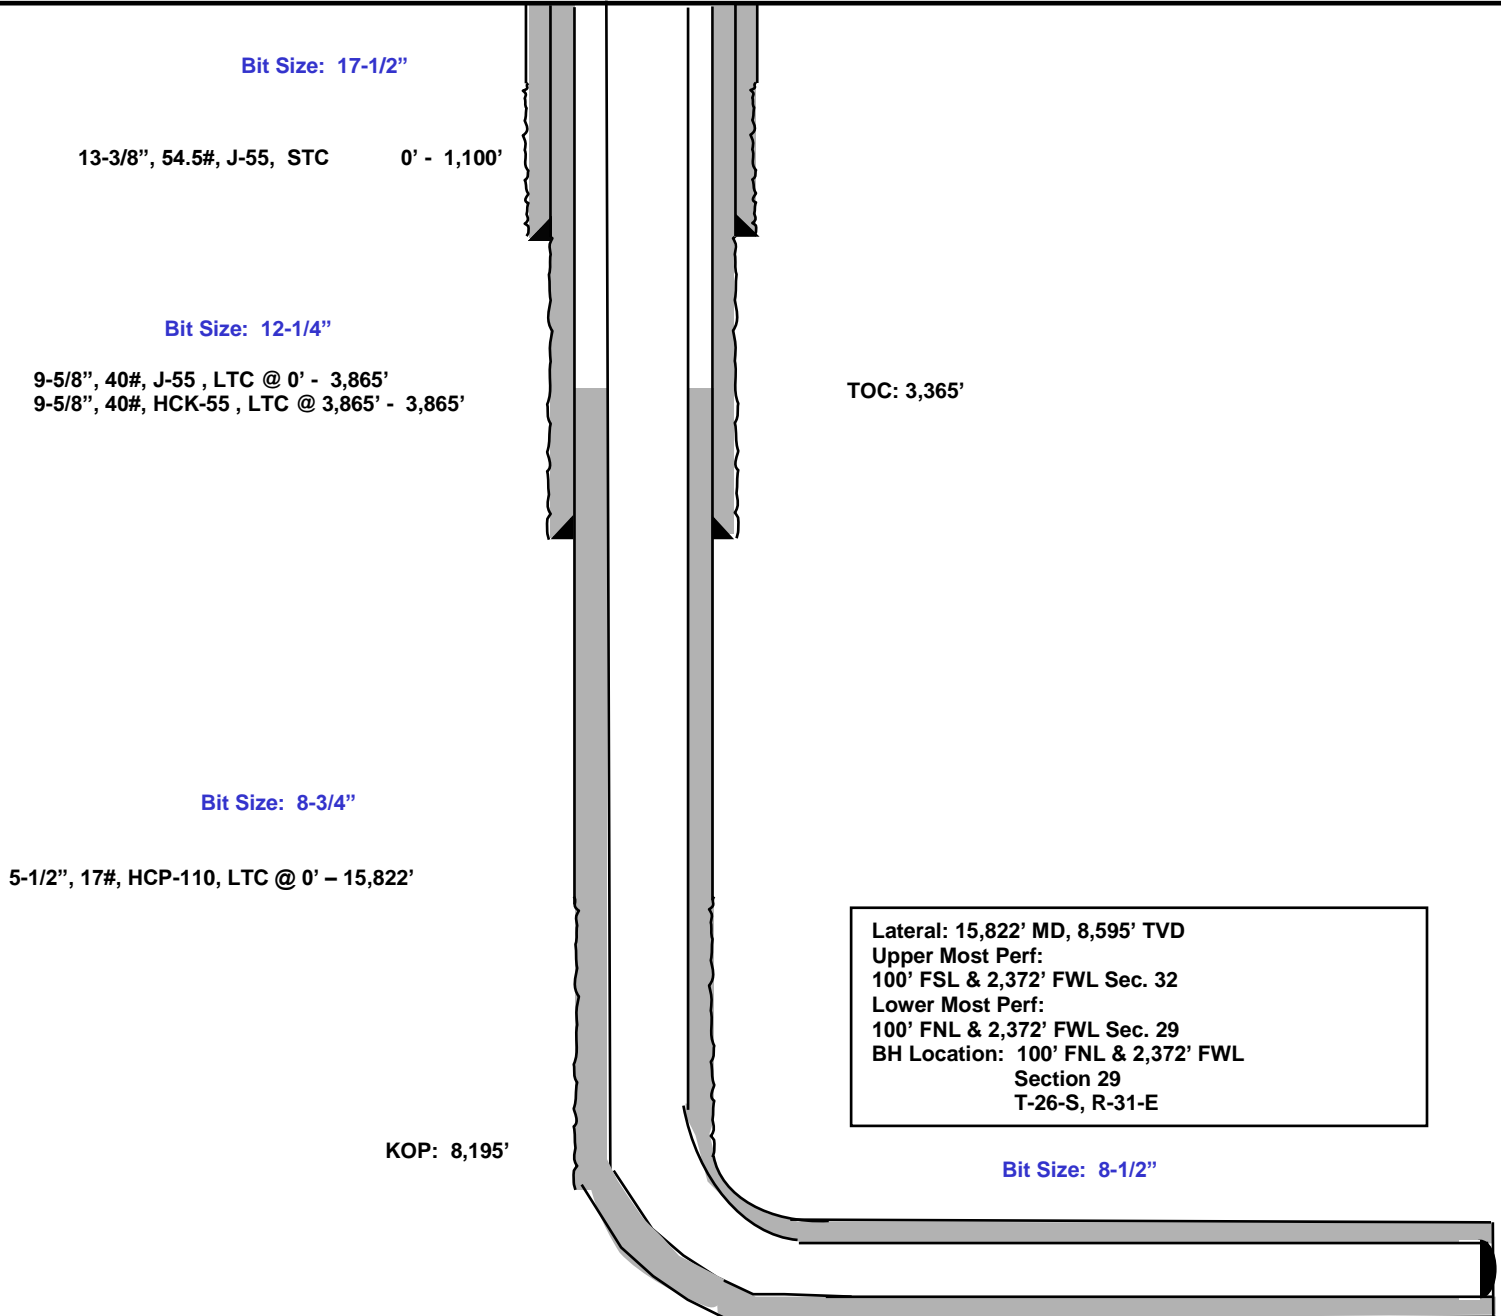 Bit Size: 17-1/2”
13-3/8”, 54.5#, J-55, STC 0’ - 1,100’
Bit Size: 12-1/4”
9-5/8”, 40#, J-55 , LTC @ 0’ - 3,865’
9-5/8”, 40#, HCK-55 , LTC @ 3,865’ - 3,865’
TOC: 3,365’
Bit Size: 8-3/4”
5-1/2”, 17#, HCP-110, LTC @ 0’ – 15,822’
Lateral: 15,822’ MD, 8,595’ TVD
Upper Most Perf:
100’ FSL & 2,372’ FWL Sec. 32
Lower Most Perf:
100’ FNL & 2,372’ FWL Sec. 29
BH Location: 100’ FNL & 2,372’ FWL
Section 29
T-26-S, R-31-E
KOP: 8,195’
Bit Size: 8-1/2”